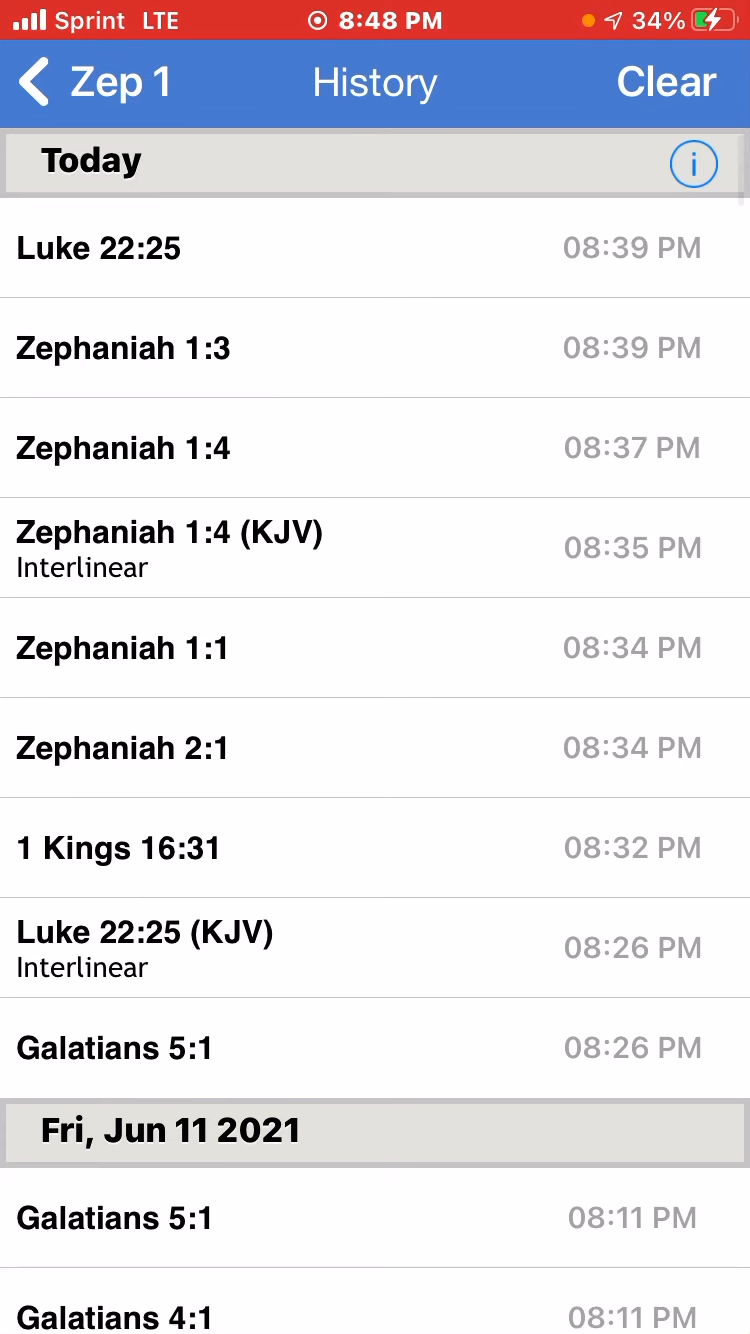 Sprint LTE 8:48 PM 34%
Zep 1 History Clear
Today
Luke 22:25 08:39 PM
Zephaniah 1:3 08:39 PM
Zephaniah 1:4 08:37 PM
Zephaniah 1:4 (KJV)
Interlinear 08:35 PM
Zephaniah 1:1 08:34 PM
Zephaniah 2:1 08:34 PM
1 Kings 16:31 08:32 PM
Luke 22:25 (KJV)
Interlinear 08:26 PM
Galatians 5:1 08:26 PM
Fri, Jun 11 2021
Galatians 5:1 08:11 PM
Galatians 4:1 08:11 PM